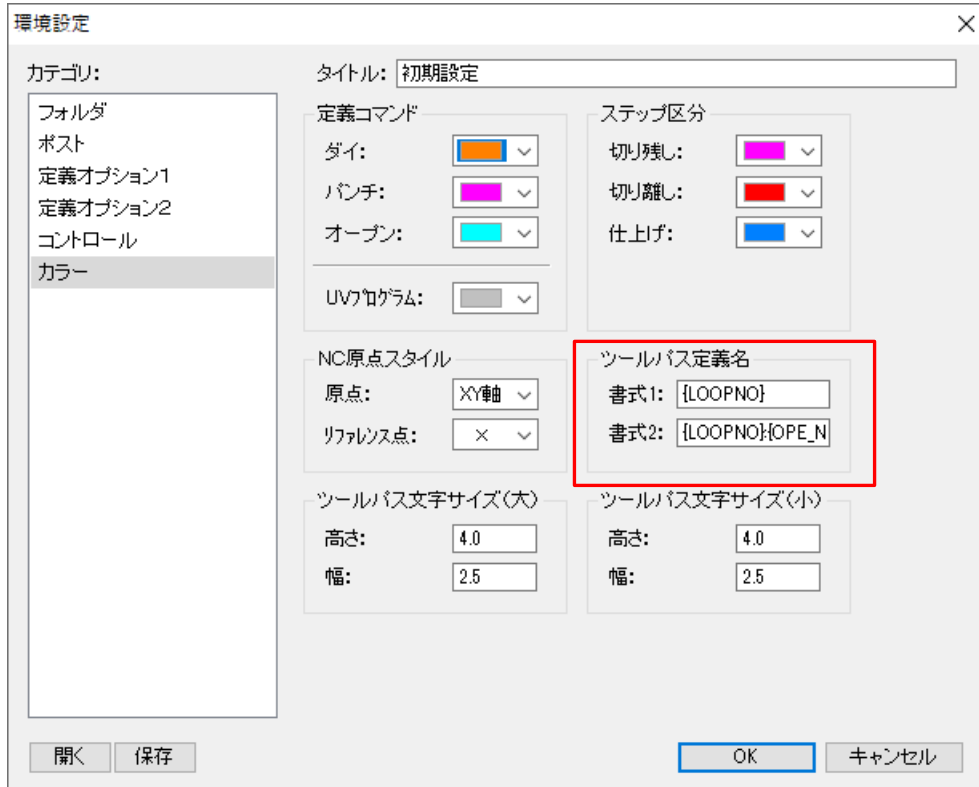 環境設定
カテゴリ:
フォルダ
ポスト
定義オプション1
定義オプション2
コントロール
カラー
タイトル: 初期設定
定義コマンド
ダイ:
パンチ:
オープン:
UVプログラム:
ステップ区分
切り残し:
切り離し:
仕上げ:
NC原点スタイル
原点: XY軸
リファレンス点: ×
ツールパス定義名
書式1: {LOOPNO}
書式2: {LOOPNO}:{OPE_N
ツールパス文字サイズ(大)
高さ: 4.0
幅: 2.5
ツールパス文字サイズ(小)
高さ: 4.0
幅: 2.5
開く 保存 OK キャンセル